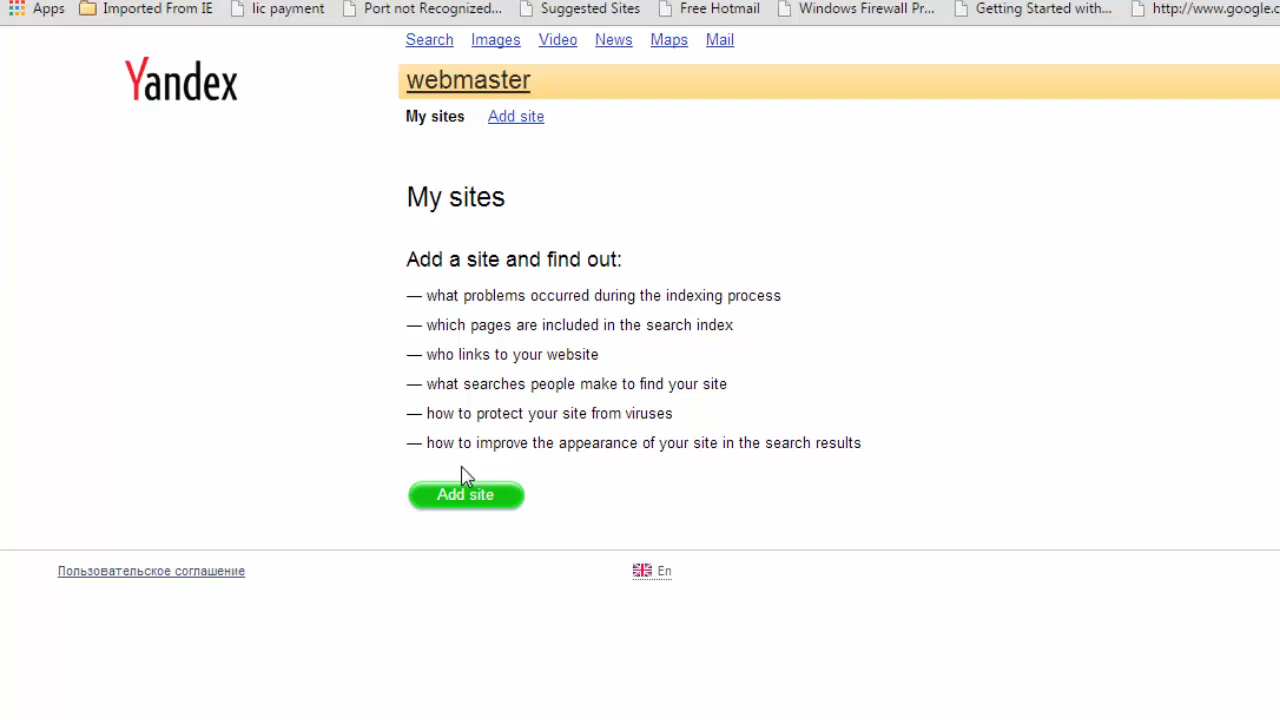 Apps Imported From IE lic payment Port not Recognized... Suggested Sites Free Hotmail Windows Firewall Pr... Getting Started with... http://www.google.c
Search Images Video News Maps Mail
Yandex
webmaster
My sites Add site
My sites
Add a site and find out:
— what problems occurred during the indexing process
— which pages are included in the search index
— who links to your website
— what searches people make to find your site
— how to protect your site from viruses
— how to improve the appearance of your site in the search results
Add site
Пользовательское соглашение En